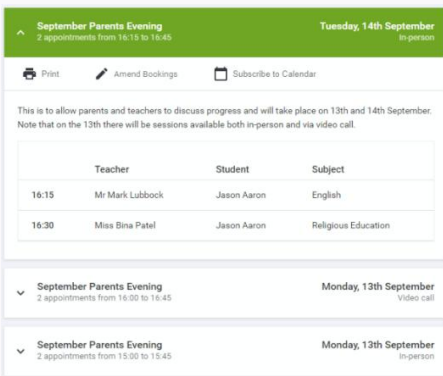 September Parents Evening Tuesday, 14th September
2 appointments from 16:15 to 16:45 In-person
Print Amend Bookings Subscribe to Calendar
This is to allow parents and teachers to discuss progress and will take place on 13th and 14th September.
Note that on the 13th there will be sessions available both in-person and via video call.
Teacher Student Subject
16:15 Mr Mark Lubbock Jason Aaron English
16:30 Miss Bina Patel Jason Aaron Religious Education
September Parents Evening Monday, 13th September
2 appointments from 16:00 to 16:45 Video call
September Parents Evening Monday, 13th September
2 appointments from 15:00 to 15:45 In-person